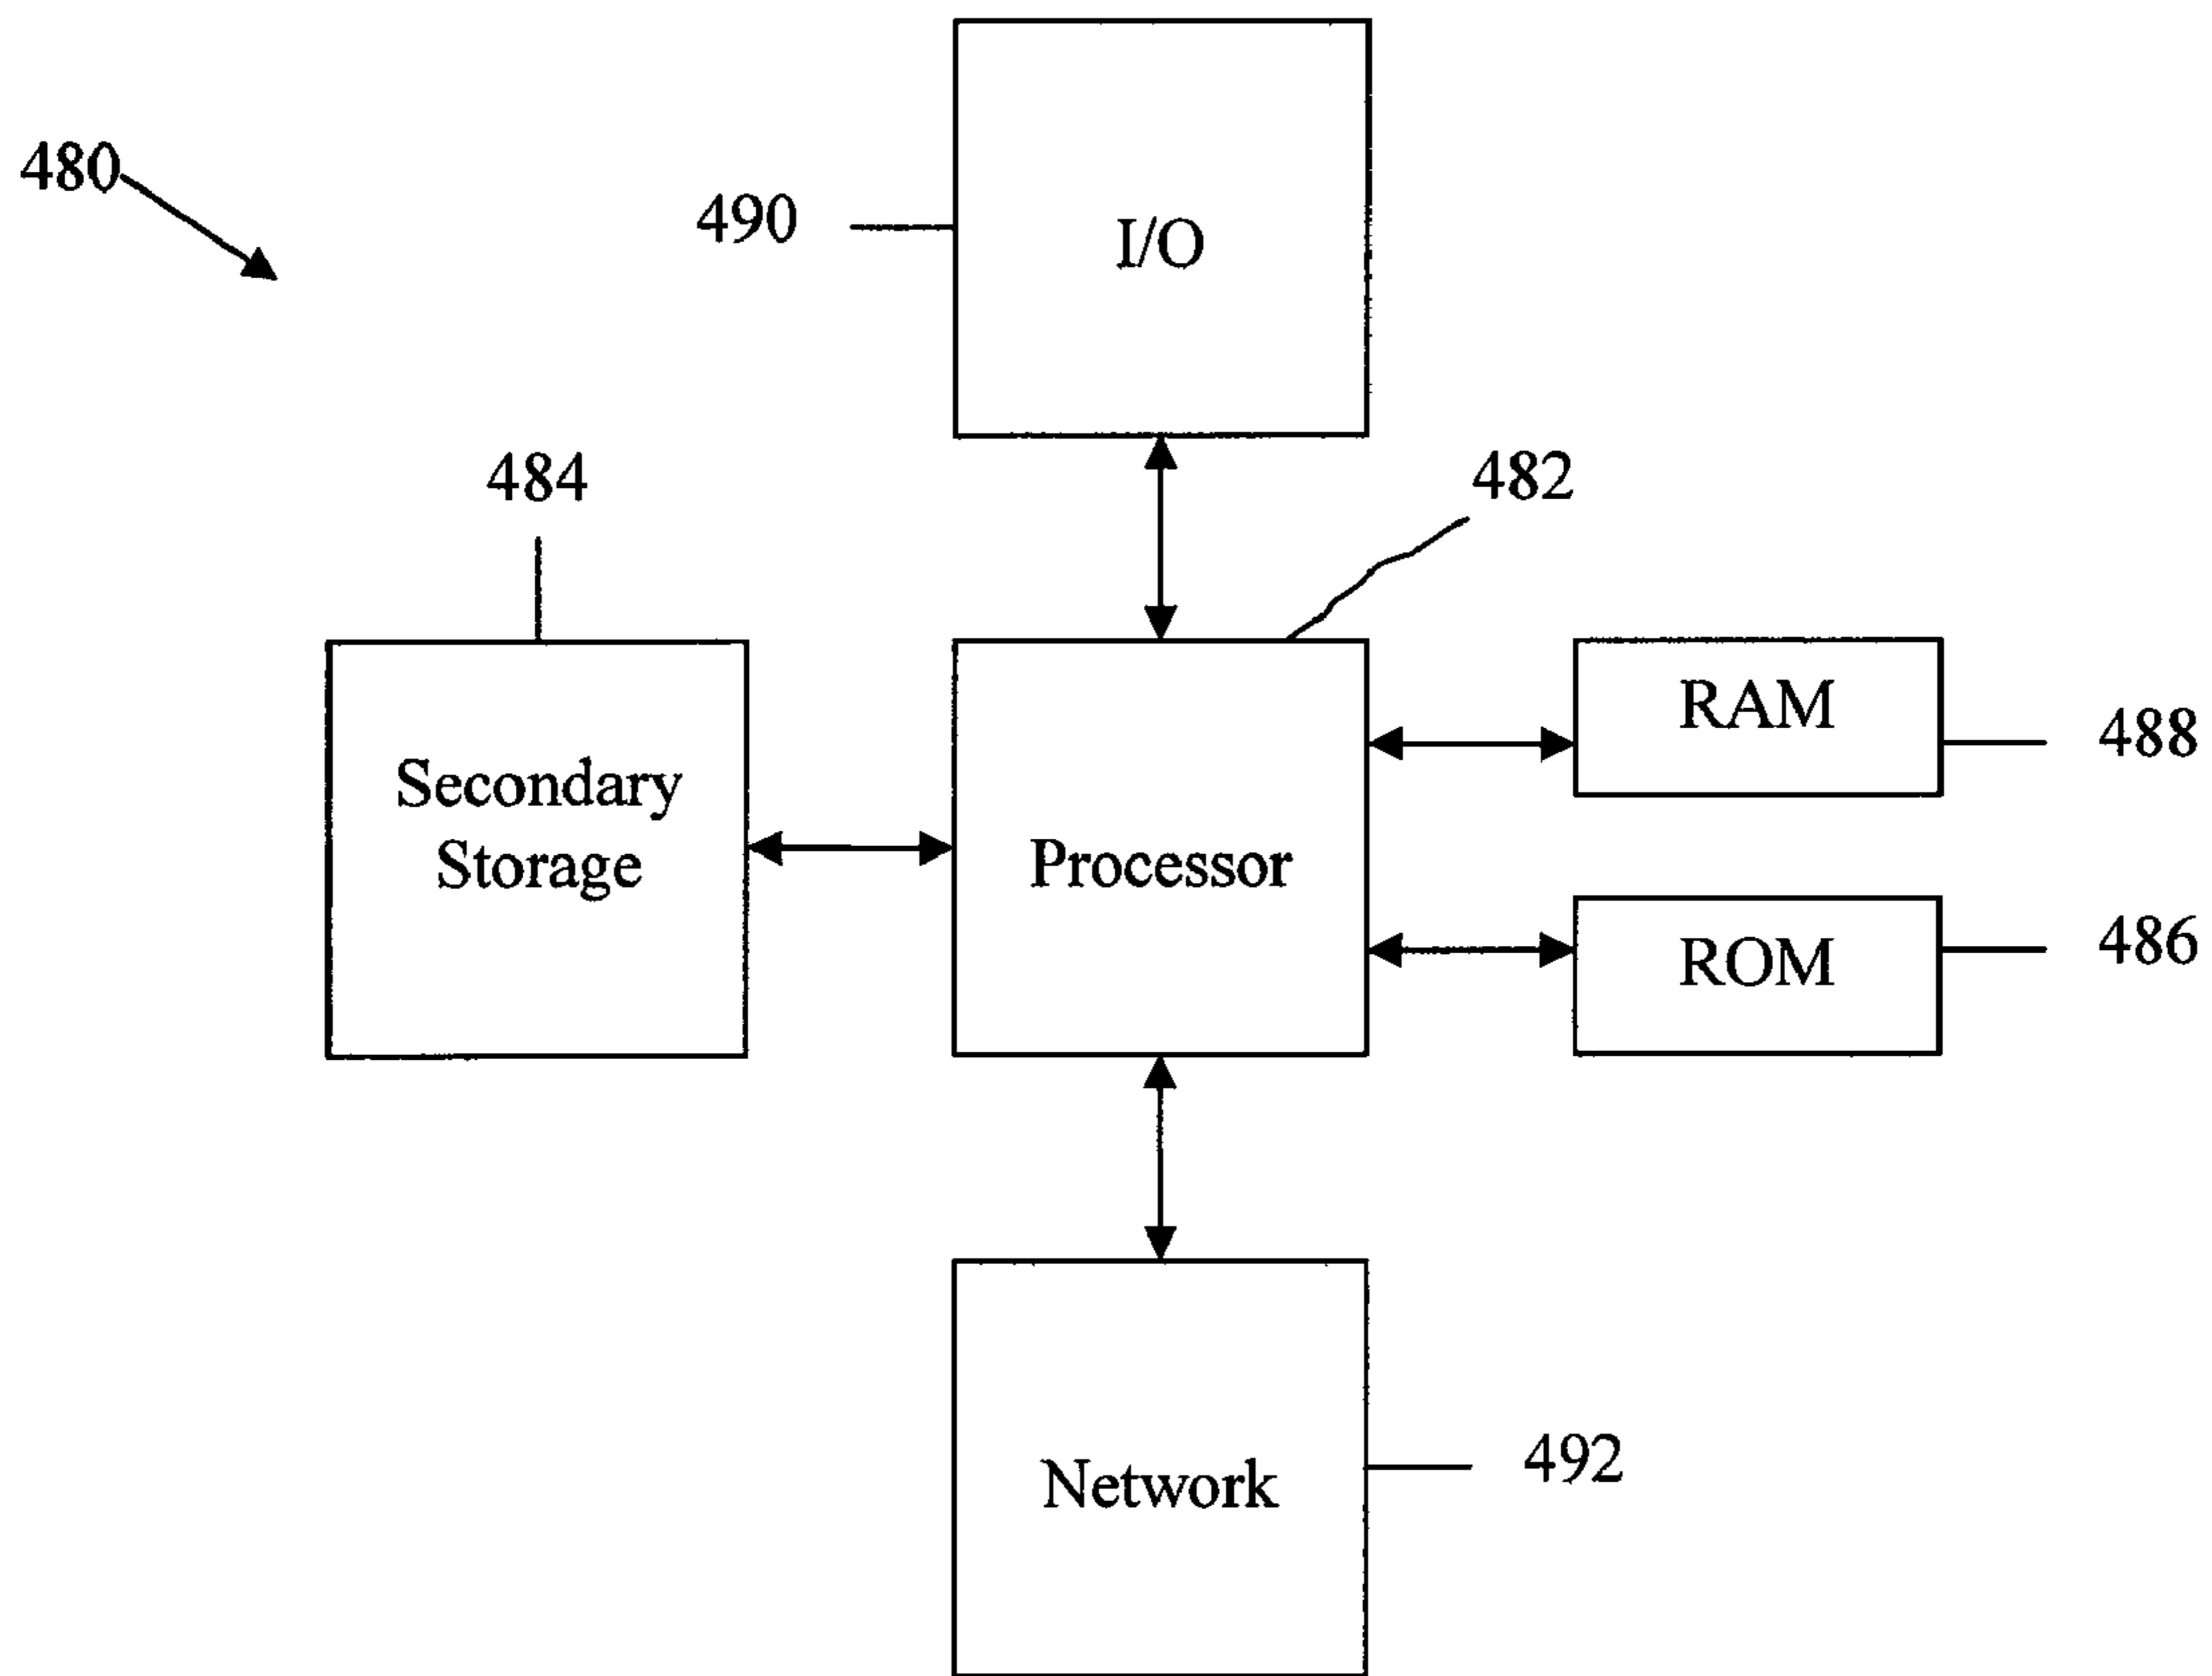 480
490
I/O
484
482
RAM
488
Secondary
Storage
Processor
ROM
486
Network
492